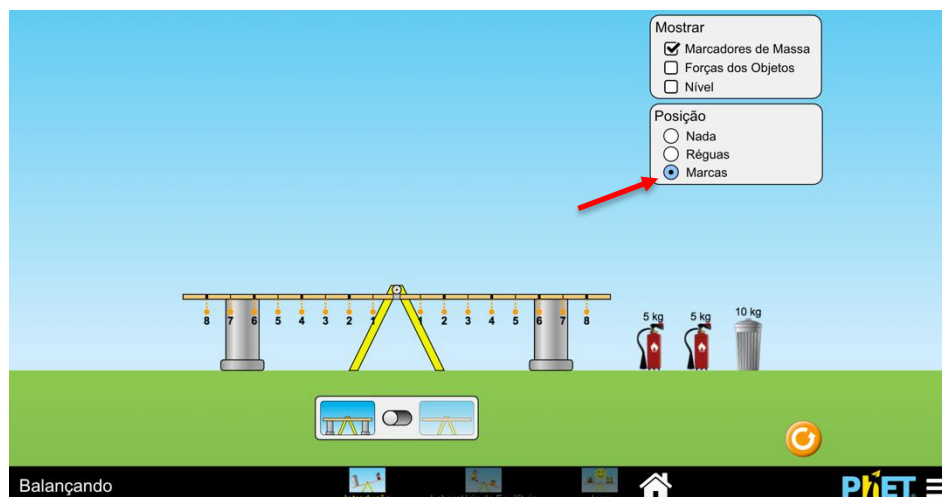 Mostrar
Marcadores de Massa
Forças dos Objetos
Nível
Posição
Nada
Réguas
Marcas
8 7 6 5 4 3 2 1 1 2 3 4 5 6 7 8
5 kg 5 kg 10 kg
Balançando
PhET